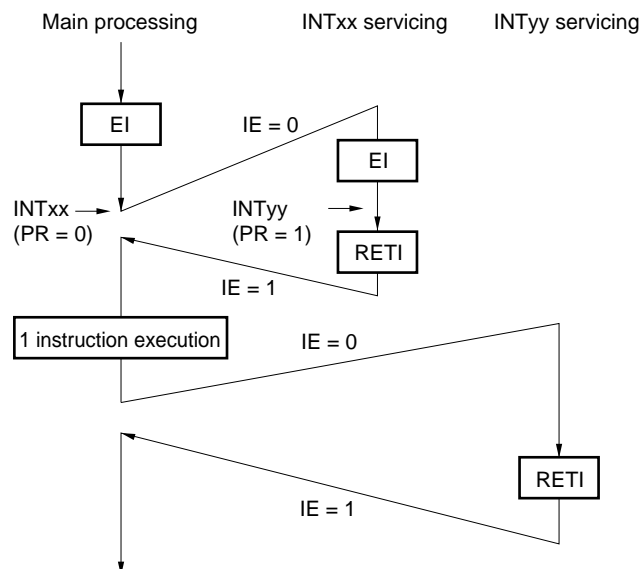 Main processing
INTxx servicing
INTyy servicing
EI
IE = 0
EI
INTxx
(PR = 0)
INTyy
(PR = 1)
RETI
IE = 1
1 instruction execution
IE = 0
RETI
IE = 1